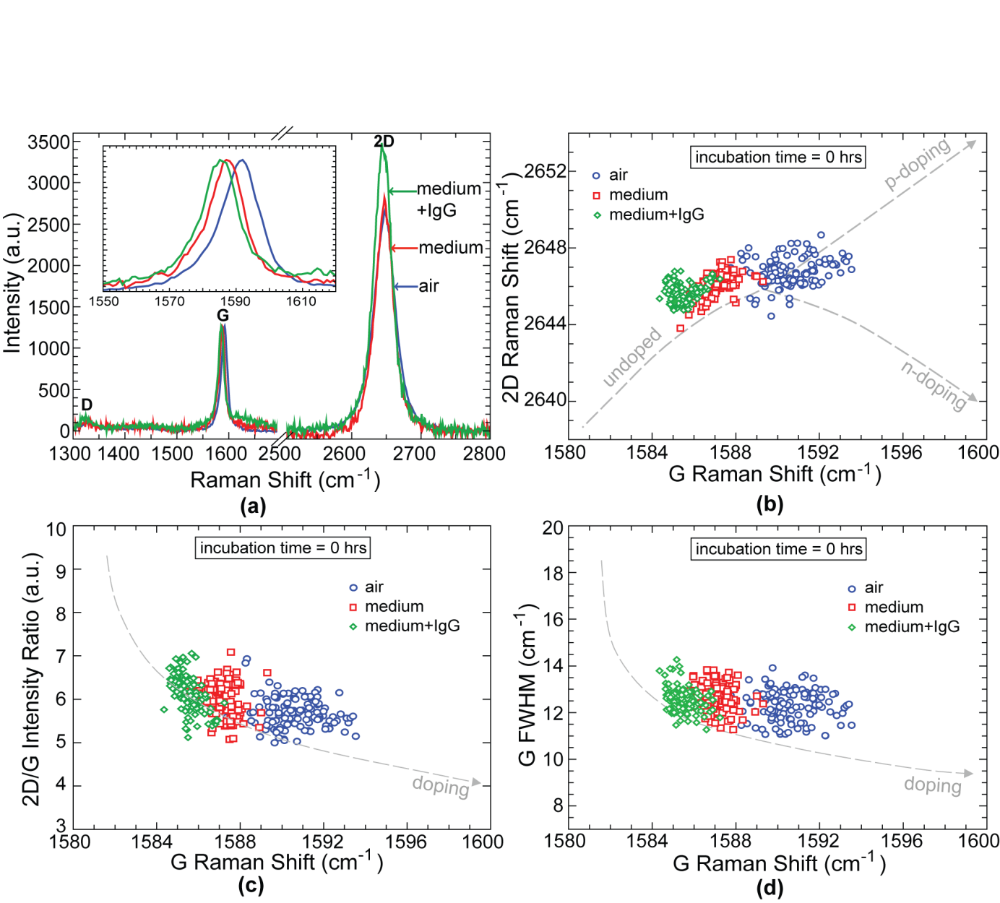 3500
3000
2500
2000
1500
1000
500
0
Intensity (a.u.)
1550
1570
1590
1610
D
G
2D
medium
+IgG
medium
air
1300
1400
1500
1600
2500
2600
2700
2800
Raman Shift (cm-1)
(a)
2652
2648
2644
2640
2D Raman Shift (cm-1)
incubation time = 0 hrs
air
medium
medium+IgG
p-doping
undoped
n-doping
1580
1584
1588
1592
1596
1600
G Raman Shift (cm-1)
(b)
10
9
8
7
6
5
4
3
2D/G Intensity Ratio (a.u.)
incubation time = 0 hrs
air
medium
medium+IgG
doping
1580
1584
1588
1592
1596
1600
G Raman Shift (cm-1)
(c)
20
18
16
14
12
10
8
G FWHM (cm-1)
incubation time = 0 hrs
air
medium
medium+IgG
doping
1580
1584
1588
1592
1596
1600
G Raman Shift (cm-1)
(d)